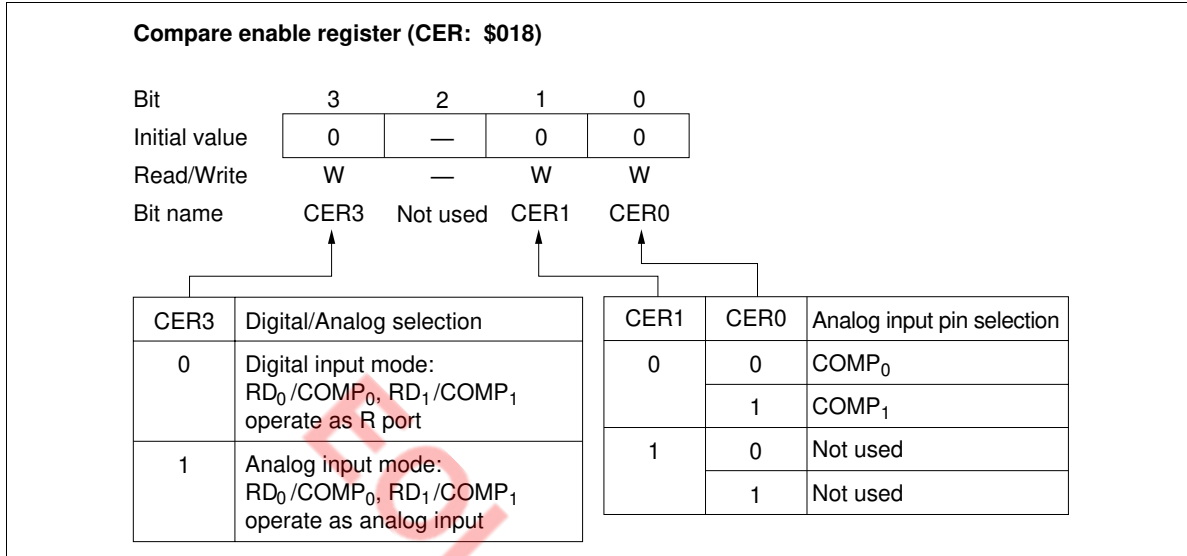 Compare enable register (CER: $018)
Bit 3 2 1 0
Initial value 0 — 0 0
Read/Write W — W W
Bit name CER3 Not used CER1 CER0
CER3 Digital/Analog selection
0 Digital input mode:
RD0/COMP0, RD1/COMP1
operate as R port
1 Analog input mode:
RD0/COMP0, RD1/COMP1
operate as analog input
CER1 CER0 Analog input pin selection
0 0 COMP0
1 COMP1
1 0 Not used
1 Not used